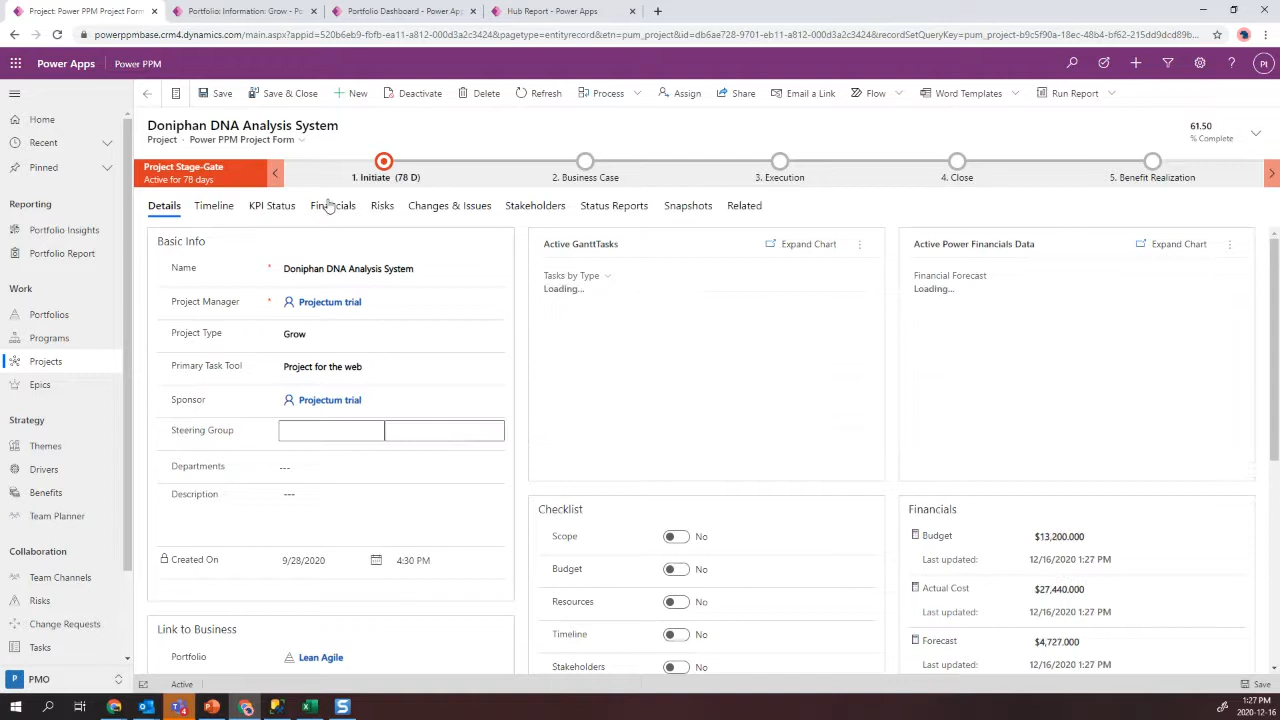 Project: Power PPM Project Form
Portfolio: Information: Grow - Po
Portfolio Dashboard - Power App
Hub Report - Power Apps
powerppmbase.crm4.dynamics.com/main.aspx?appid=520b6eb9-fbfb-ea11-a812-000d3a2c3424&pagetype=entityrecord&etn=pum_project&id=db6ae728-9701-eb11-a812-000d3a2c3424&recordSetQueryKey=pum_project-b9c5f90a-18ec-48b4-bf62-215dd9dcd89b...
Power Apps
Power PPM
PI
Save
Save & Close
New
Deactivate
Delete
Refresh
Process
Assign
Share
Email a Link
Flow
Word Templates
Run Report
Home
Recent
Pinned
Reporting
Portfolio Insights
Portfolio Report
Work
Portfolios
Programs
Projects
Epics
Strategy
Themes
Drivers
Benefits
Team Planner
Collaboration
Team Channels
Risks
Change Requests
Tasks
P PMO
Doniphan DNA Analysis System
Project · Power PPM Project Form
61.50
% Complete
Project Stage-Gate
Active for 78 days
1. Initiate (78 D)
2. Business Case
3. Execution
4. Close
5. Benefit Realization
Details
Timeline
KPI Status
Financials
Risks
Changes & Issues
Stakeholders
Status Reports
Snapshots
Related
Basic Info
Name * Doniphan DNA Analysis System
Project Manager * Projectum trial
Project Type Grow
Primary Task Tool Project for the web
Sponsor Projectum trial
Steering Group
Departments ---
Description ---
Created On 9/28/2020 4:30 PM
Link to Business
Portfolio Lean Agile
Active GanttTasks
Expand Chart
Tasks by Type
Loading...
Checklist
Scope No
Budget No
Resources No
Timeline No
Stakeholders No
Active Power Financials Data
Expand Chart
Financial Forecast
Loading...
Financials
Budget $13,200.000
Last updated: 12/16/2020 1:27 PM
Actual Cost $27,440.000
Last updated: 12/16/2020 1:27 PM
Forecast $4,727.000
Last updated: 12/16/2020 1:27 PM
Active
Save
1:27 PM
2020-12-16